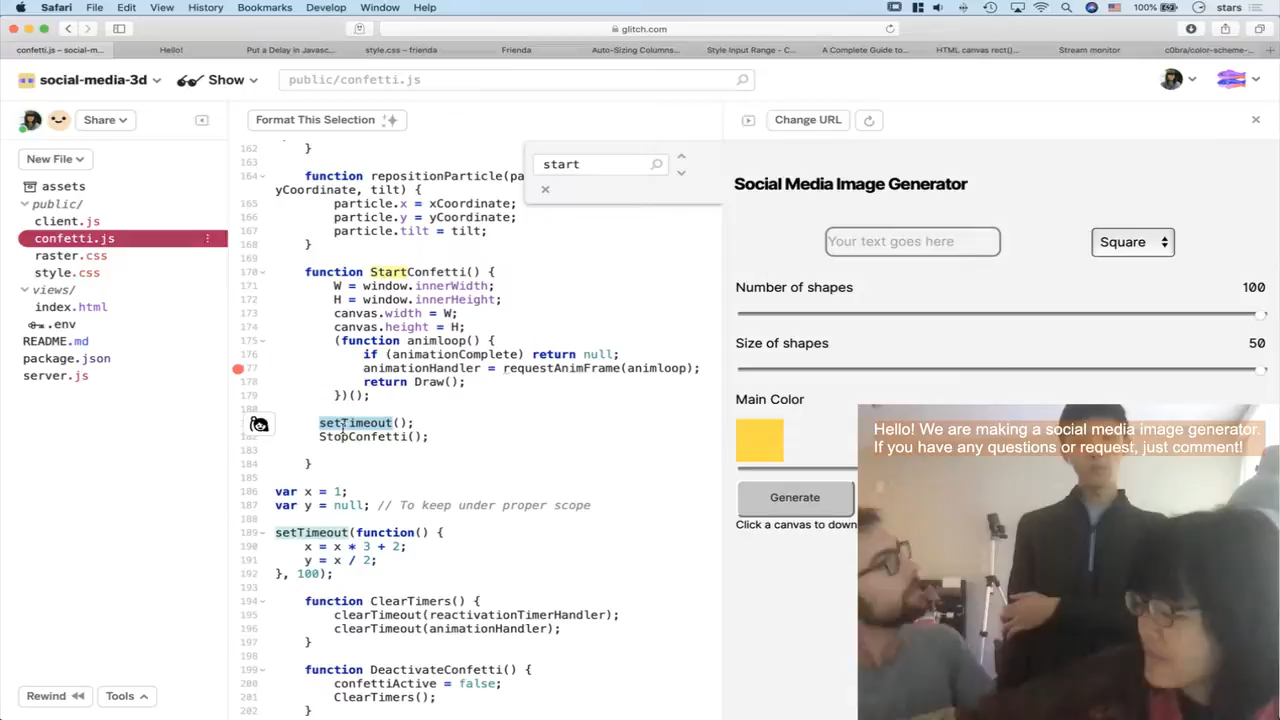 Safari File Edit View History Bookmarks Develop Window Help 100% stars
glitch.com
confetti.js – social-m... Hello! Put a Delay in Javasc... style.css – frienda Frienda Auto-Sizing Columns... Style Input Range - C... A Complete Guide to... HTML canvas rect()... Stream monitor c0bra/color-scheme-...
social-media-3d Show public/confetti.js
Share Format This Selection Change URL
New File
assets
public/
client.js
confetti.js
raster.css
style.css
views/
index.html
.env
README.md
package.json
server.js
Rewind Tools
start
162 }
163
164 function repositionParticle(pa
yCoordinate, tilt) {
165 particle.x = xCoordinate;
166 particle.y = yCoordinate;
167 particle.tilt = tilt;
168 }
169
170 function StartConfetti() {
171 W = window.innerWidth;
172 H = window.innerHeight;
173 canvas.width = W;
174 canvas.height = H;
175 (function animloop() {
176 if (animationComplete) return null;
77 animationHandler = requestAnimFrame(animloop);
178 return Draw();
179 })();
180
setTimeout();
182 StopConfetti();
183
184 }
185
186 var x = 1;
187 var y = null; // To keep under proper scope
188
189 setTimeout(function() {
190 x = x * 3 + 2;
191 y = x / 2;
192 }, 100);
193
194 function ClearTimers() {
195 clearTimeout(reactivationTimerHandler);
196 clearTimeout(animationHandler);
197 }
198
199 function DeactivateConfetti() {
200 confettiActive = false;
201 ClearTimers();
202 }
Social Media Image Generator
Your text goes here Square
Number of shapes 100
Size of shapes 50
Main Color
Generate
Click a canvas to down
Hello! We are making a social media image generator.
If you have any questions or request, just comment!